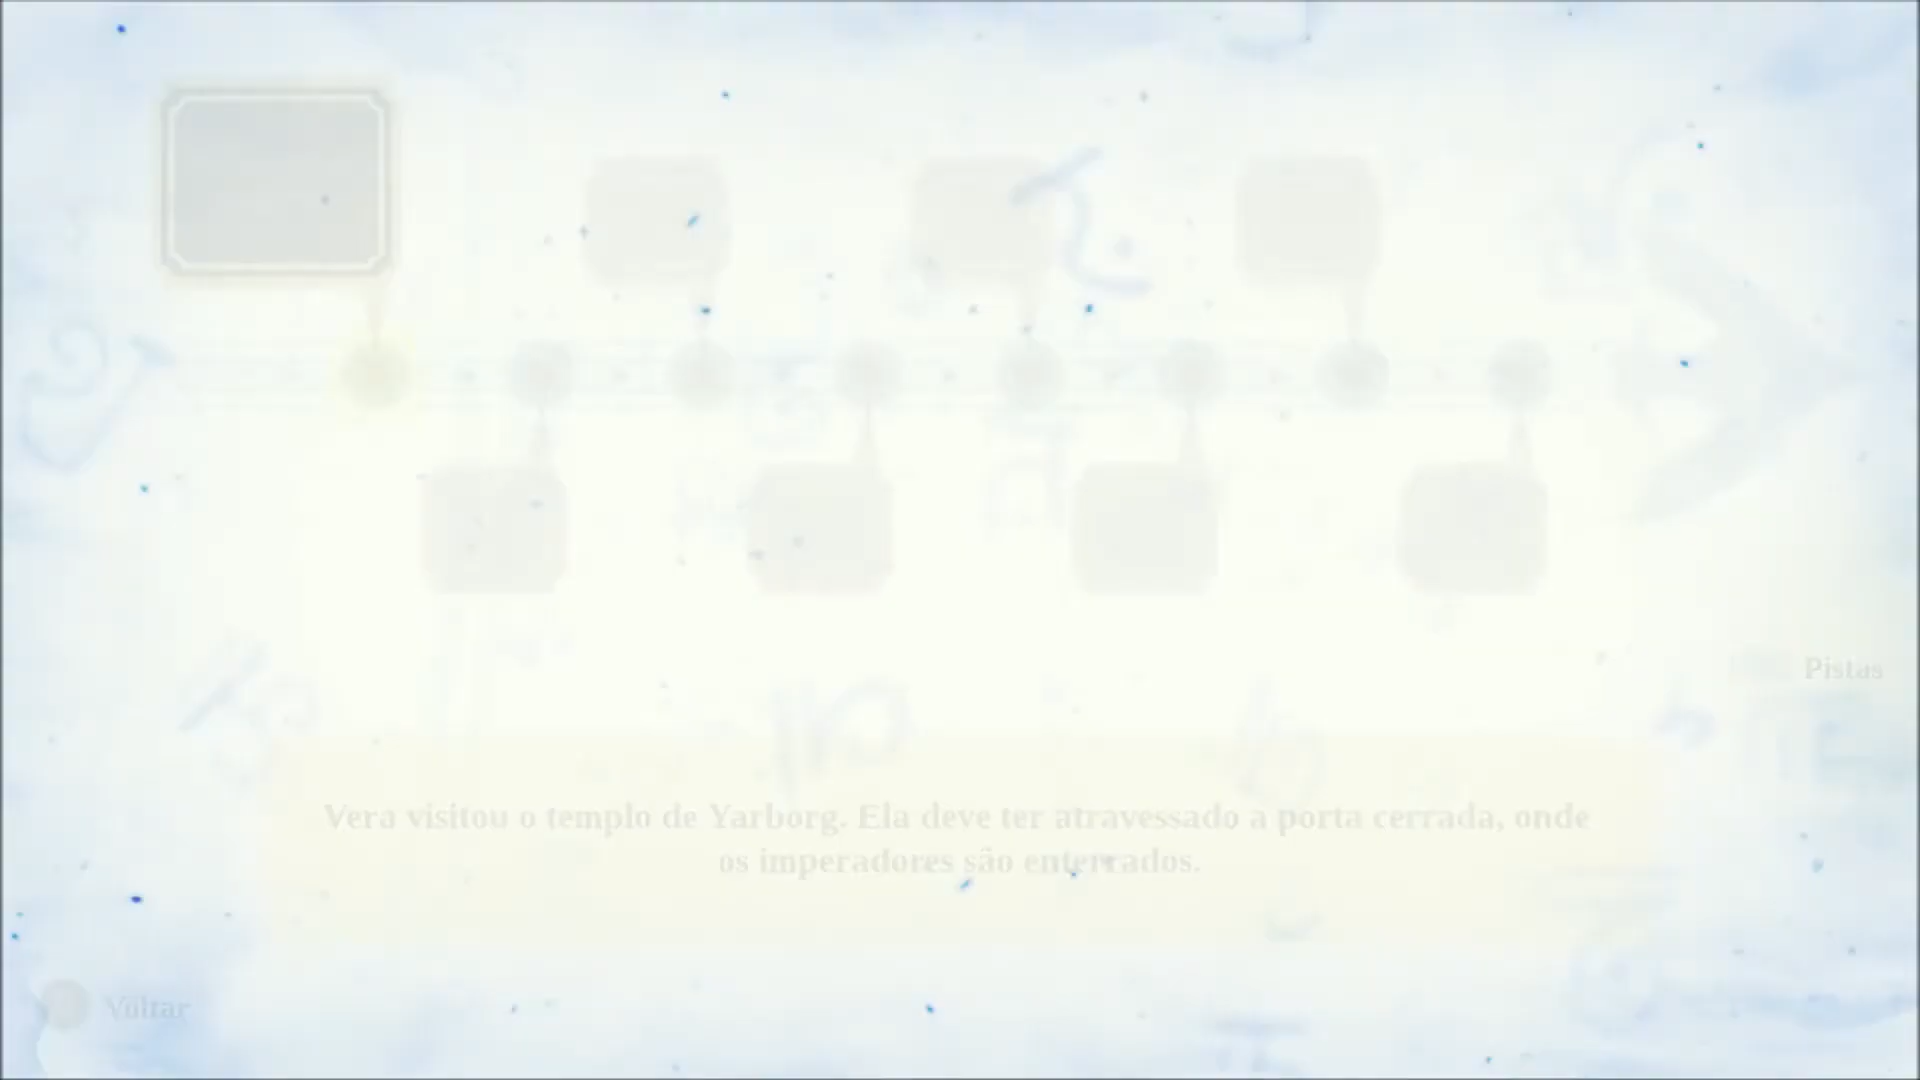 Pistas
Vera visitou o templo de Yarborg. Ela deve ter atravessado a porta cerrada, onde
os imperadores são enterrados.
Voltar